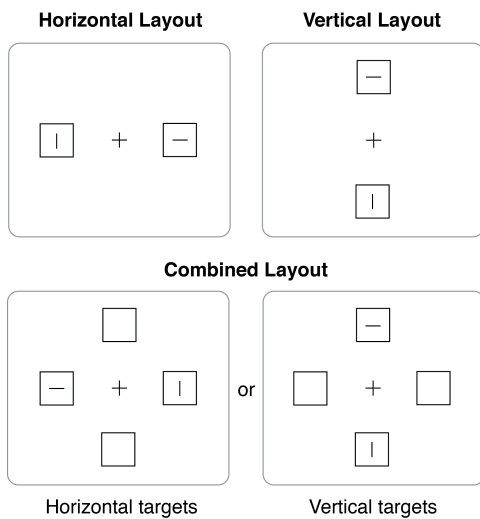 Horizontal Layout
Vertical Layout
Combined Layout
or
Horizontal targets
Vertical targets